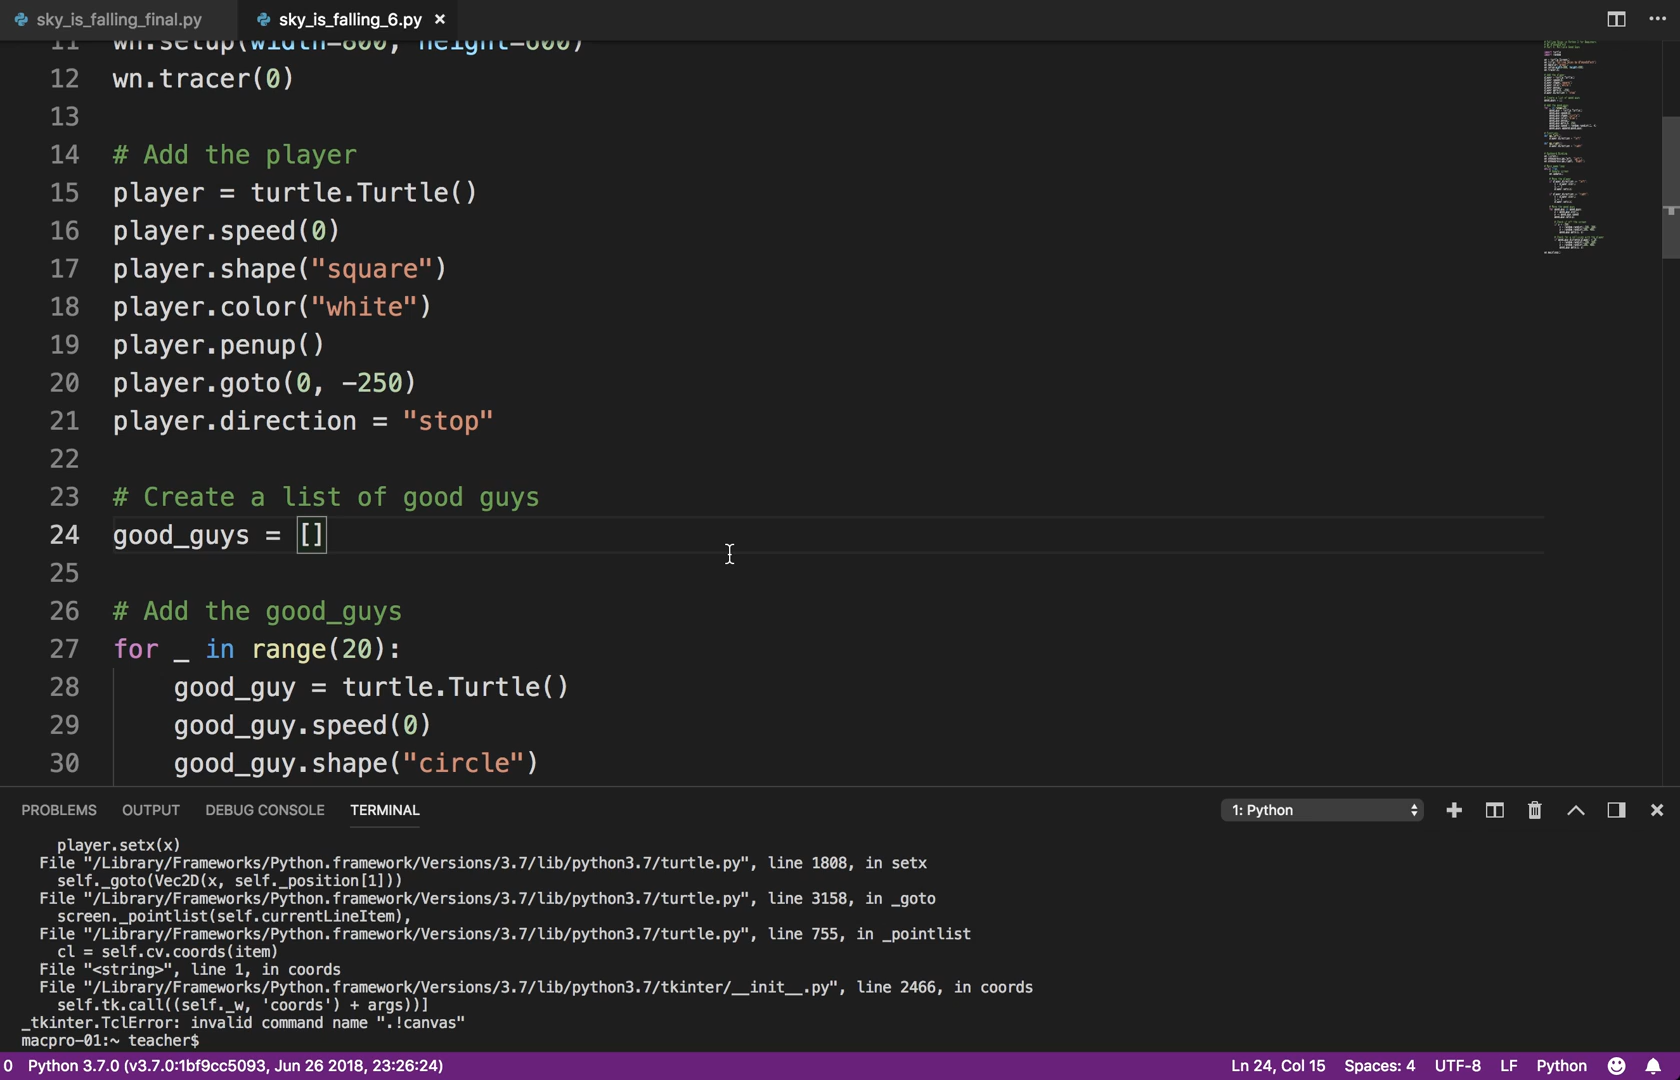 sky_is_falling_final.py sky_is_falling_6.py
11 wn.setup(width=800, height=600)
12 wn.tracer(0)
13
14 # Add the player
15 player = turtle.Turtle()
16 player.speed(0)
17 player.shape("square")
18 player.color("white")
19 player.penup()
20 player.goto(0, -250)
21 player.direction = "stop"
22
23 # Create a list of good guys
24 good_guys = []
25
26 # Add the good_guys
27 for _ in range(20):
28 good_guy = turtle.Turtle()
29 good_guy.speed(0)
30 good_guy.shape("circle")
PROBLEMS OUTPUT DEBUG CONSOLE TERMINAL 1: Python
player.setx(x)
File "/Library/Frameworks/Python.framework/Versions/3.7/lib/python3.7/turtle.py", line 1808, in setx
self._goto(Vec2D(x, self._position[1]))
File "/Library/Frameworks/Python.framework/Versions/3.7/lib/python3.7/turtle.py", line 3158, in _goto
screen._pointlist(self.currentLineItem),
File "/Library/Frameworks/Python.framework/Versions/3.7/lib/python3.7/turtle.py", line 755, in _pointlist
cl = self.cv.coords(item)
File "<string>", line 1, in coords
File "/Library/Frameworks/Python.framework/Versions/3.7/lib/python3.7/tkinter/__init__.py", line 2466, in coords
self.tk.call((self._w, 'coords') + args))]
_tkinter.TclError: invalid command name ".!canvas"
macpro-01:~ teacher$
0 Python 3.7.0 (v3.7.0:1bf9cc5093, Jun 26 2018, 23:26:24) Ln 24, Col 15 Spaces: 4 UTF-8 LF Python